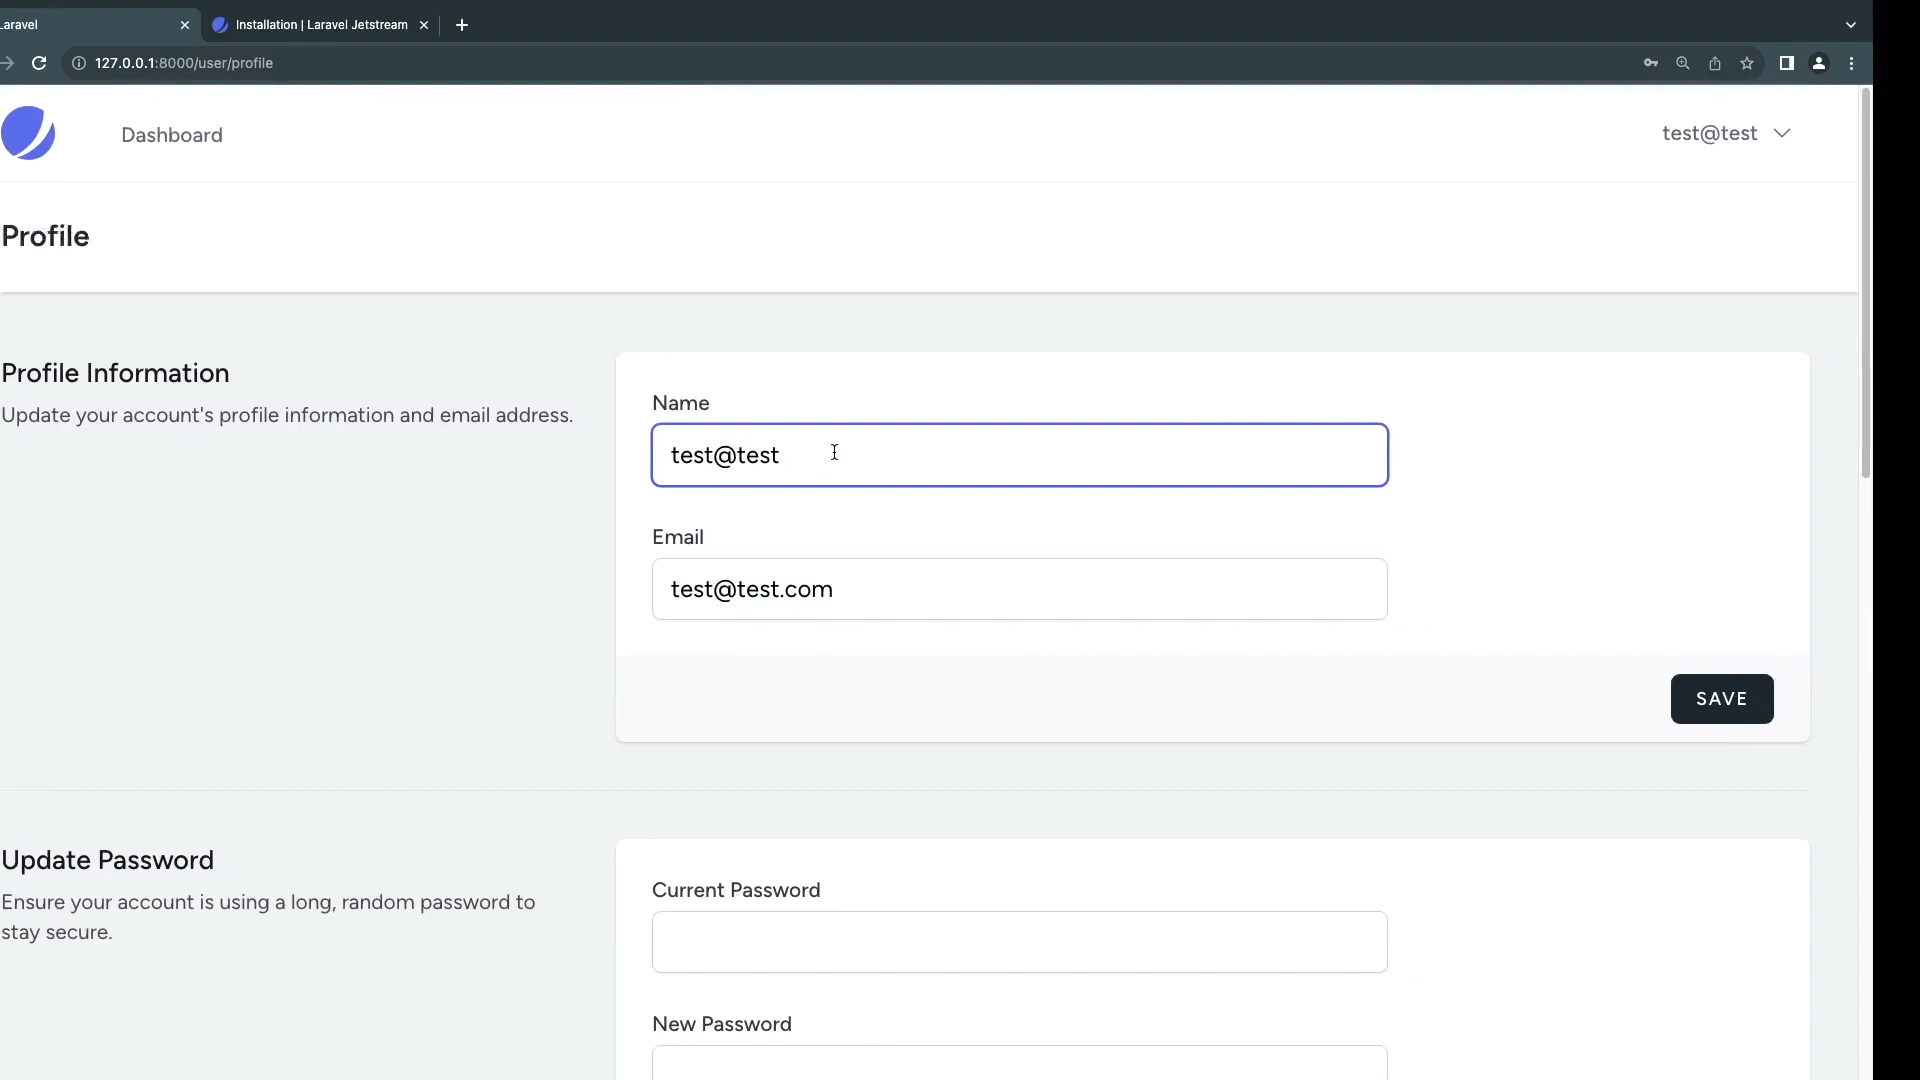 Laravel
Installation | Laravel Jetstream
127.0.0.1:8000/user/profile
Dashboard
test@test
Profile
Profile Information
Update your account's profile information and email address.
Name
test@test
Email
test@test.com
SAVE
Update Password
Ensure your account is using a long, random password to
stay secure.
Current Password
New Password